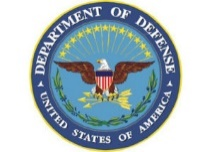 DEPARTMENT OF DEFENSE
UNITED STATES OF AMERICA